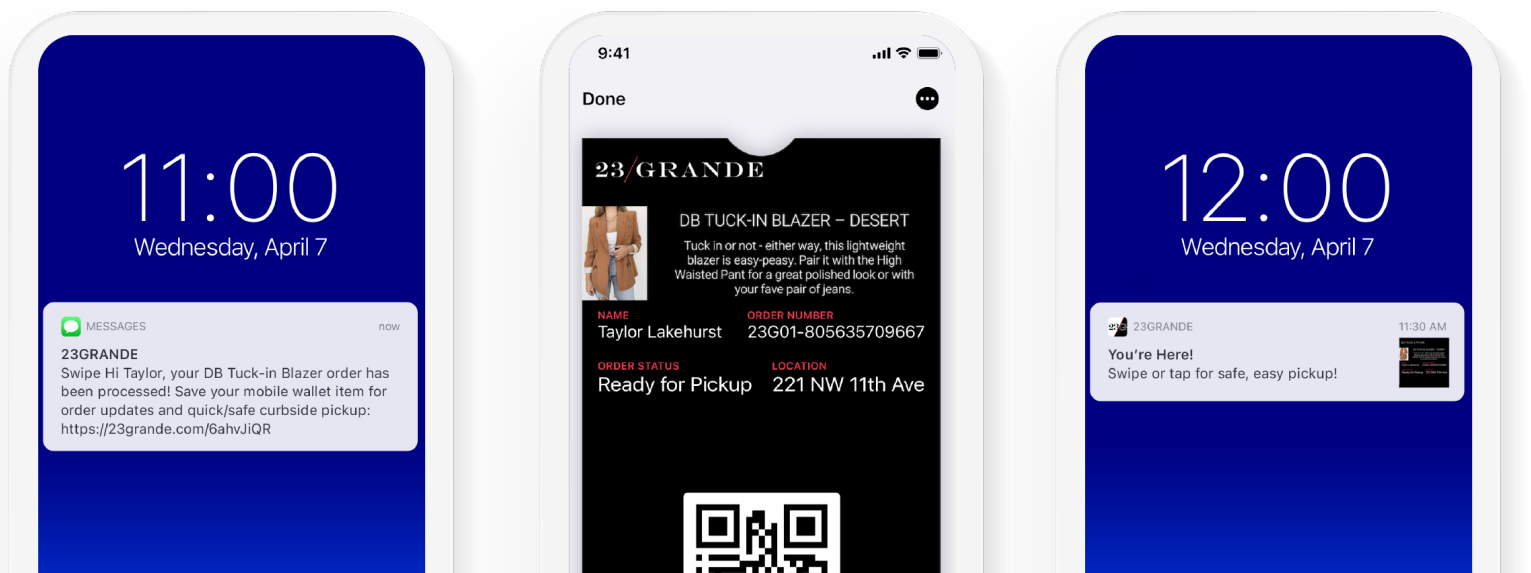 11:00
Wednesday, April 7
MESSAGES
now
23GRANDE
Swipe Hi Taylor, your DB Tuck-in Blazer order has
been processed! Save your mobile wallet item for
order updates and quick/safe curbside pickup:
https://23grande.com/6ahvJiQR
9:41
Done
23/GRANDE
DB TUCK-IN BLAZER – DESERT
Tuck in or not - either way, this lightweight
blazer is easy-peasy. Pair it with the High
Waisted Pant for a great polished look or with
your fave pair of jeans.
NAME
ORDER NUMBER
Taylor Lakehurst
23G01-805635709667
ORDER STATUS
LOCATION
Ready for Pickup
221 NW 11th Ave
12:00
Wednesday, April 7
23GRANDE
11:30 AM
You're Here!
Swipe or tap for safe, easy pickup!